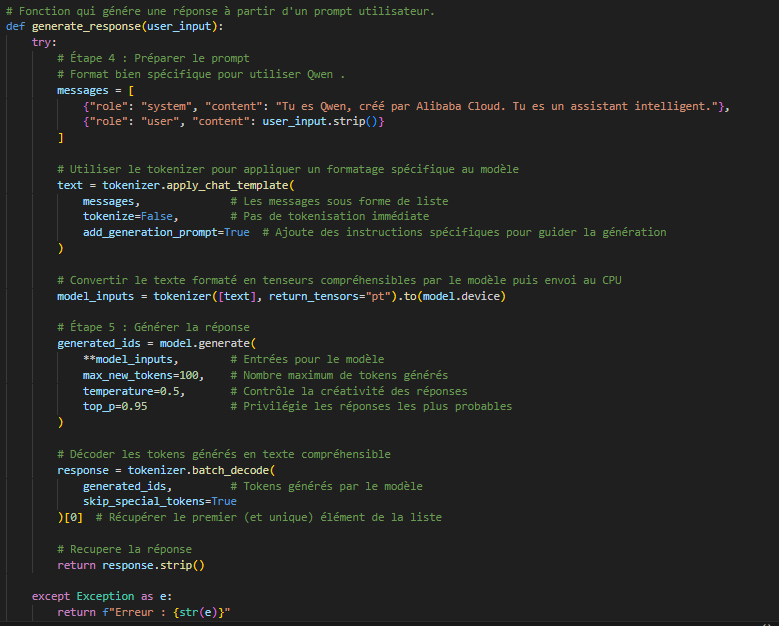 # Fonction qui génére une réponse à partir d'un prompt utilisateur.
def generate_response(user_input):
    try:
        # Étape 4 : Préparer le prompt
        # Format bien spécifique pour utiliser Qwen .
        messages = [
            {"role": "system", "content": "Tu es Qwen, créé par Alibaba Cloud. Tu es un assistant intelligent."},
            {"role": "user", "content": user_input.strip()}
        ]

        # Utiliser le tokenizer pour appliquer un formatage spécifique au modèle
        text = tokenizer.apply_chat_template(
            messages,              # Les messages sous forme de liste
            tokenize=False,        # Pas de tokenisation immédiate
            add_generation_prompt=True  # Ajoute des instructions spécifiques pour guider la génération
        )

        # Convertir le texte formaté en tenseurs compréhensibles par le modèle puis envoi au CPU
        model_inputs = tokenizer([text], return_tensors="pt").to(model.device)

        # Étape 5 : Générer la réponse
        generated_ids = model.generate(
            **model_inputs,        # Entrées pour le modèle
            max_new_tokens=100,    # Nombre maximum de tokens générés
            temperature=0.5,       # Contrôle la créativité des réponses
            top_p=0.95             # Privilégie les réponses les plus probables
        )

        # Décoder les tokens générés en texte compréhensible
        response = tokenizer.batch_decode(
            generated_ids,         # Tokens générés par le modèle
            skip_special_tokens=True
        )[0]  # Récupérer le premier (et unique) élément de la liste

        # Recupere la réponse
        return response.strip()

    except Exception as e:
        return f"Erreur : {str(e)}"